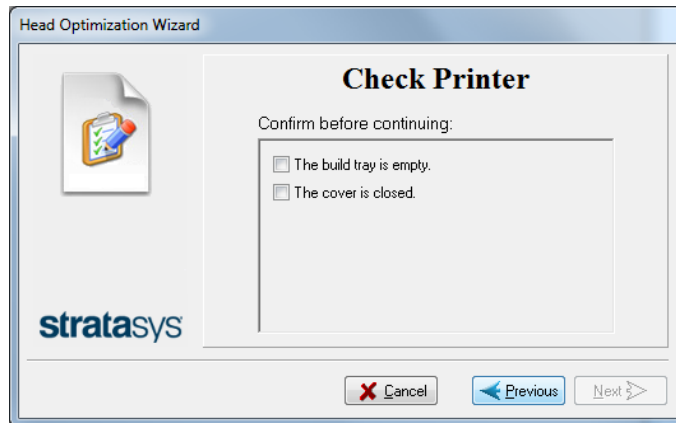 Head Optimization Wizard
Check Printer
Confirm before continuing:
The build tray is empty.
The cover is closed.
stratasys
Cancel
Previous
Next